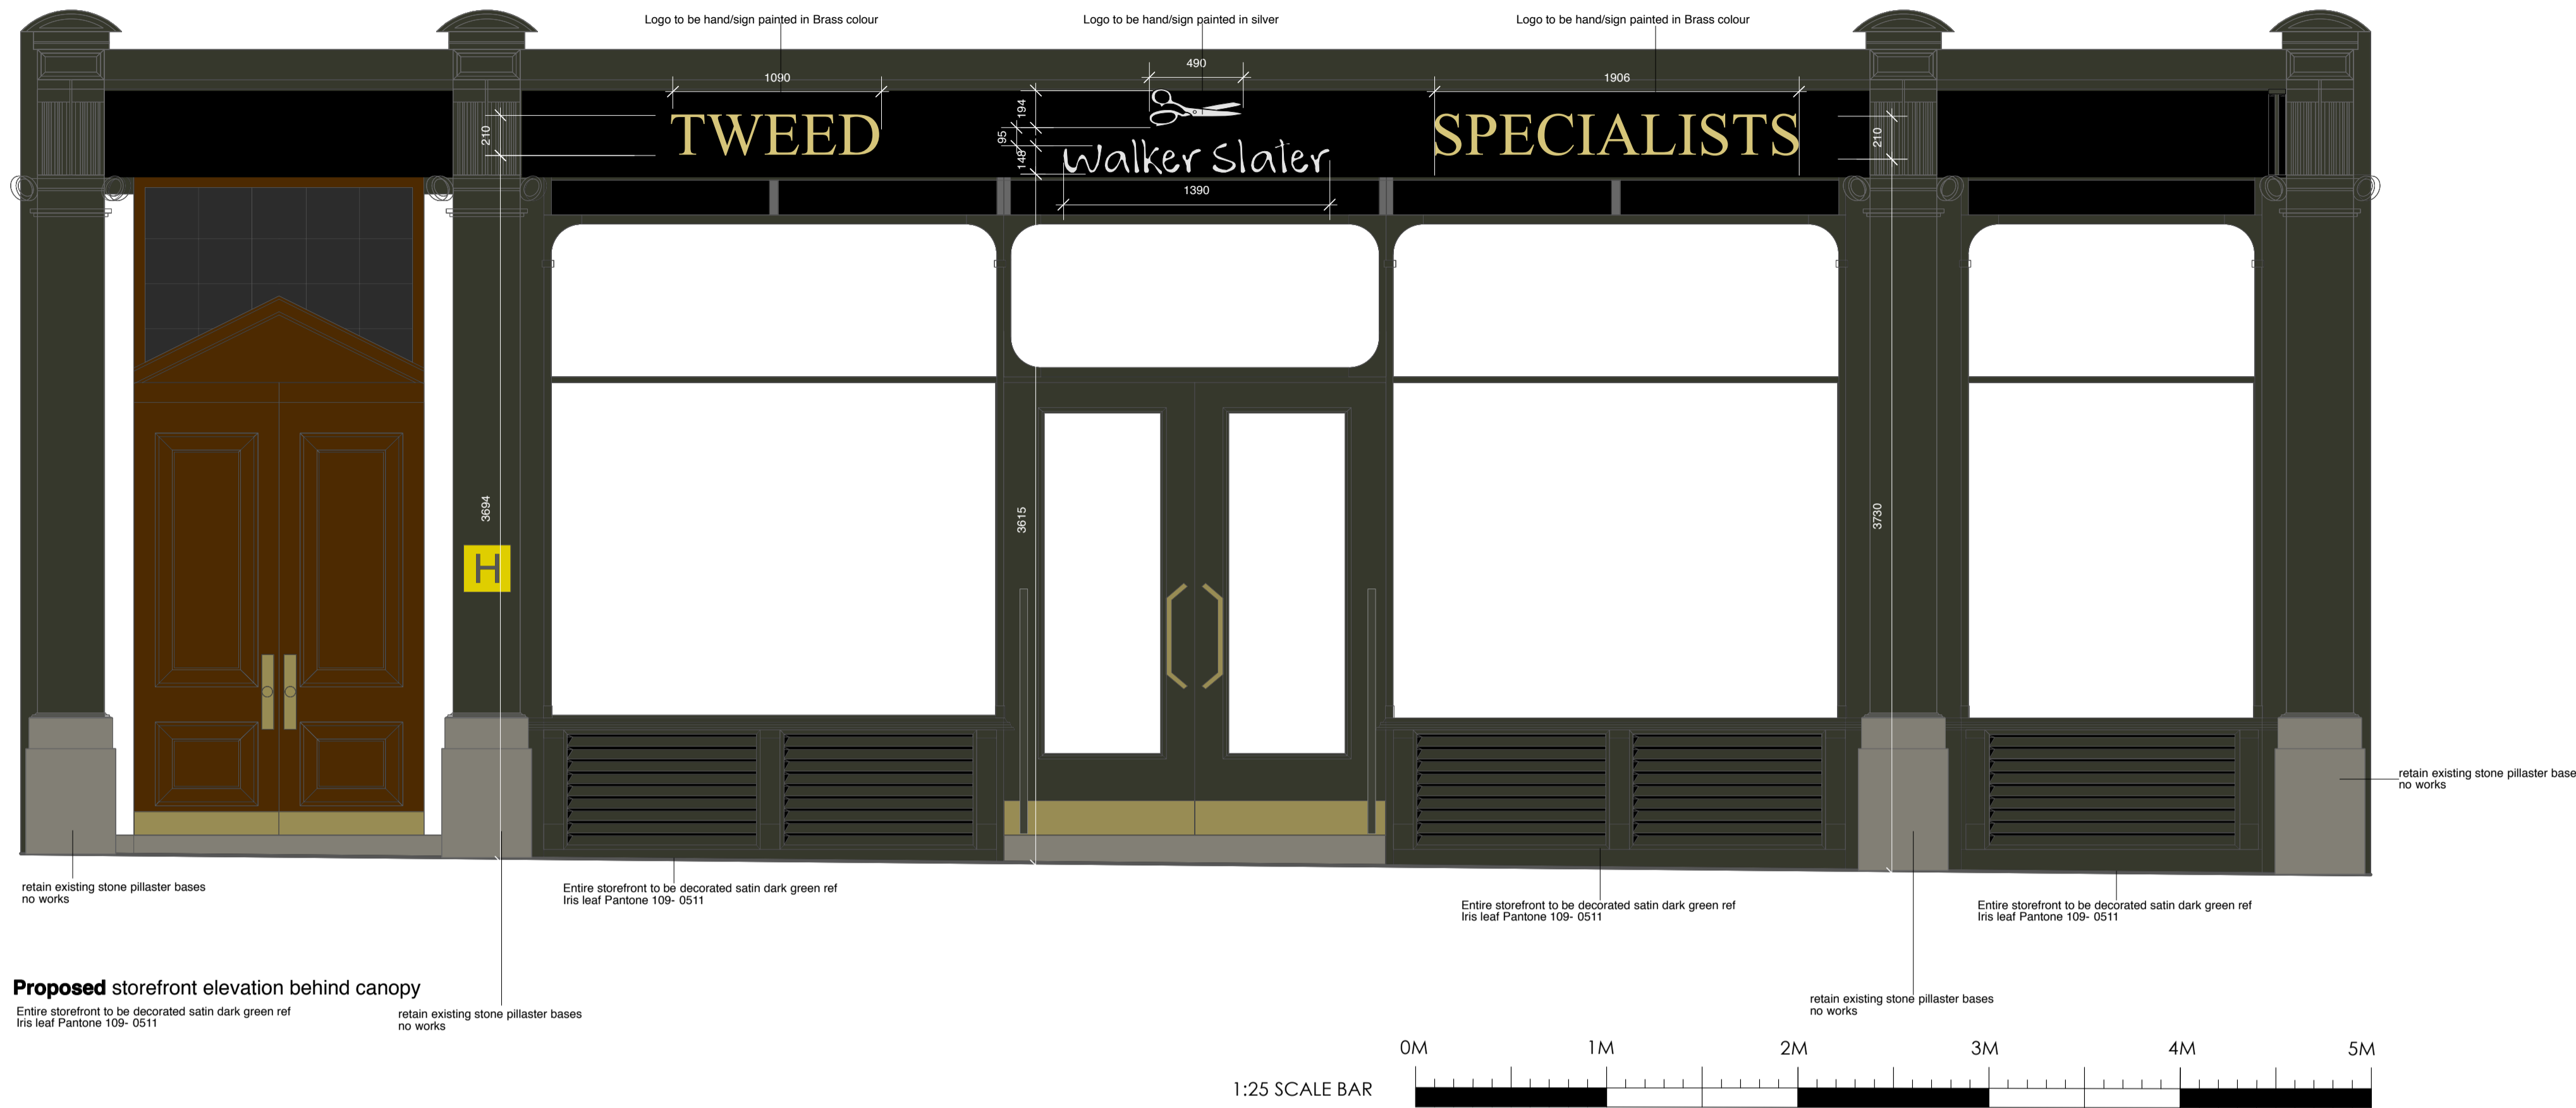 Logo to be hand/sign painted in Brass colour
Logo to be hand/sign painted in silver
Logo to be hand/sign painted in Brass colour
490
1090
1906
194
95
148
210
210
TWEED
walker slater
SPECIALISTS
1390
3694
3615
3730
H
retain existing stone pillaster base
no works
retain existing stone pillaster bases
no works
Entire storefront to be decorated satin dark green ref
Iris leaf Pantone 109- 0511
Entire storefront to be decorated satin dark green ref
Iris leaf Pantone 109- 0511
Entire storefront to be decorated satin dark green ref
Iris leaf Pantone 109- 0511
Proposed storefront elevation behind canopy
Entire storefront to be decorated satin dark green ref
Iris leaf Pantone 109- 0511
retain existing stone pillaster bases
no works
retain existing stone pillaster bases
no works
0M 1M 2M 3M 4M 5M
1:25 SCALE BAR